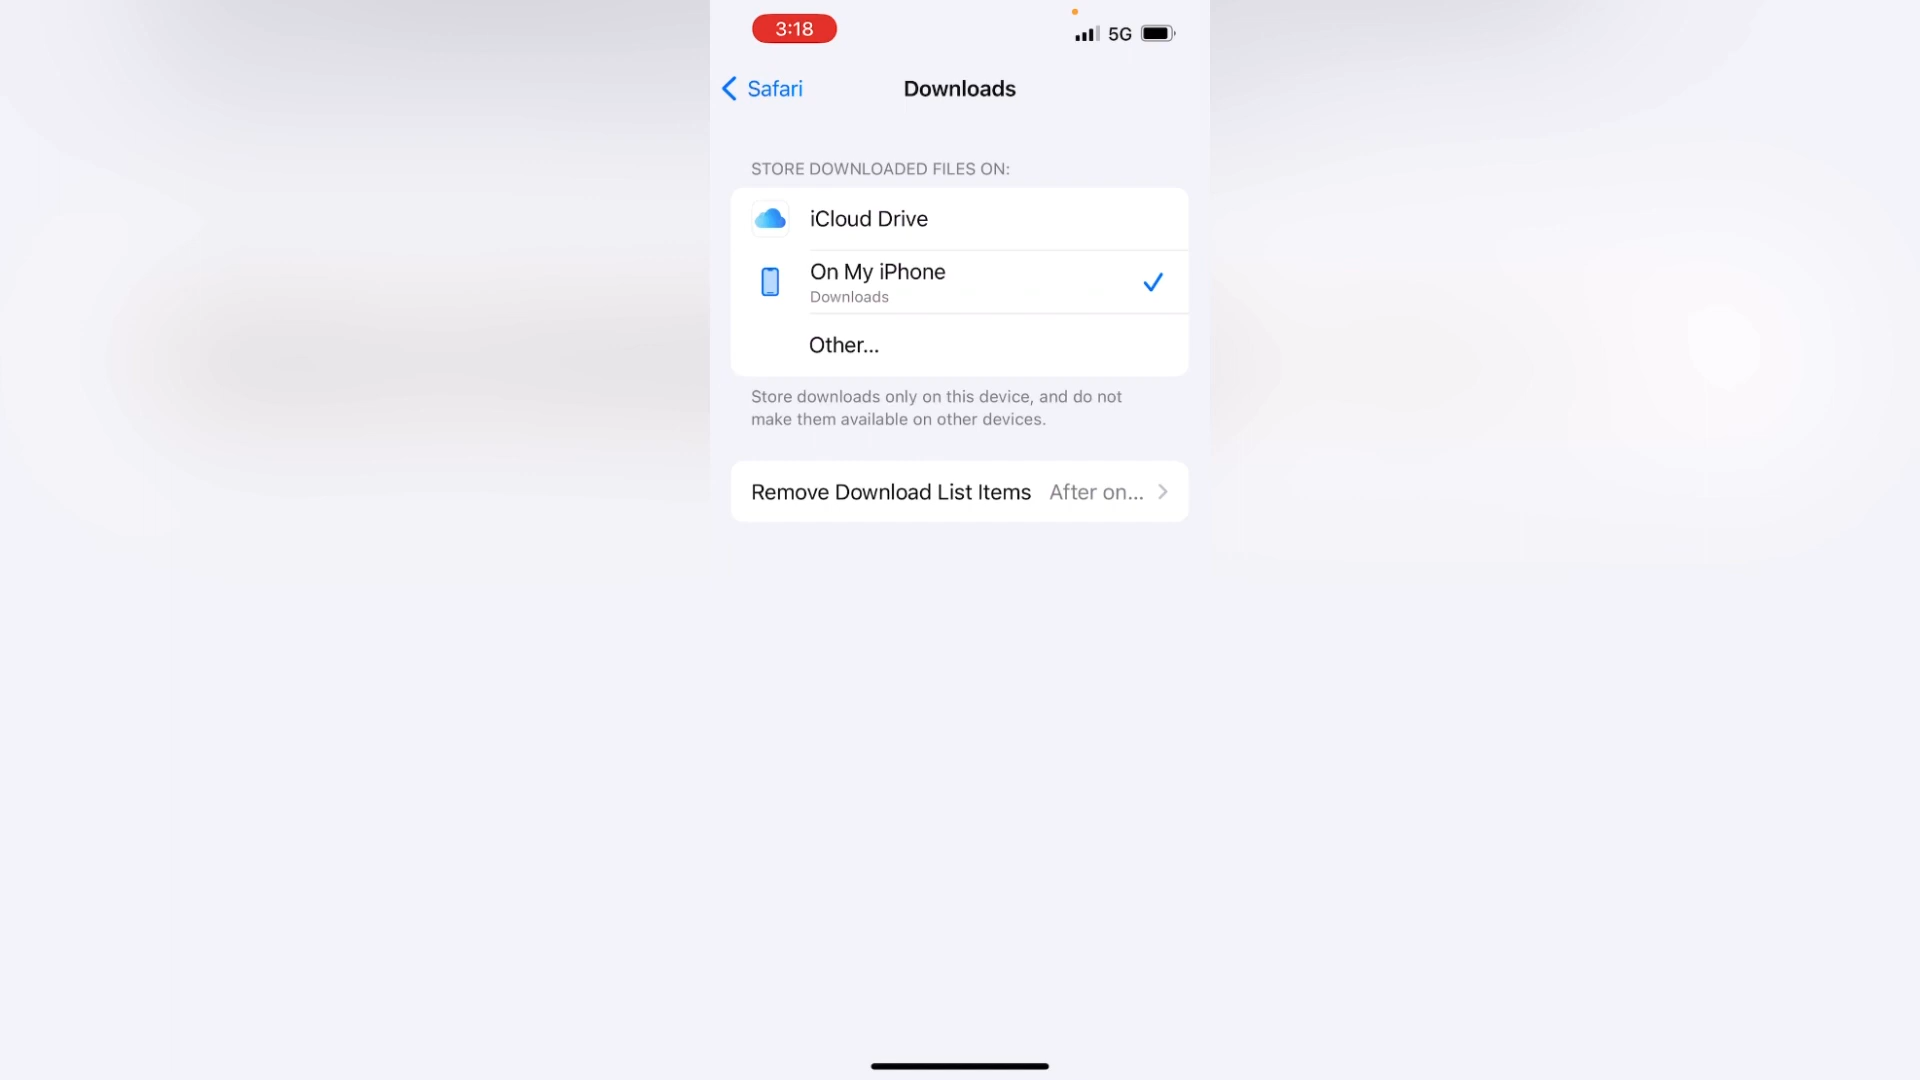 3:18
5G
Safari
Downloads
STORE DOWNLOADED FILES ON:
iCloud Drive
On My iPhone
Downloads
Other...
Store downloads only on this device, and do not
make them available on other devices.
Remove Download List Items After on...